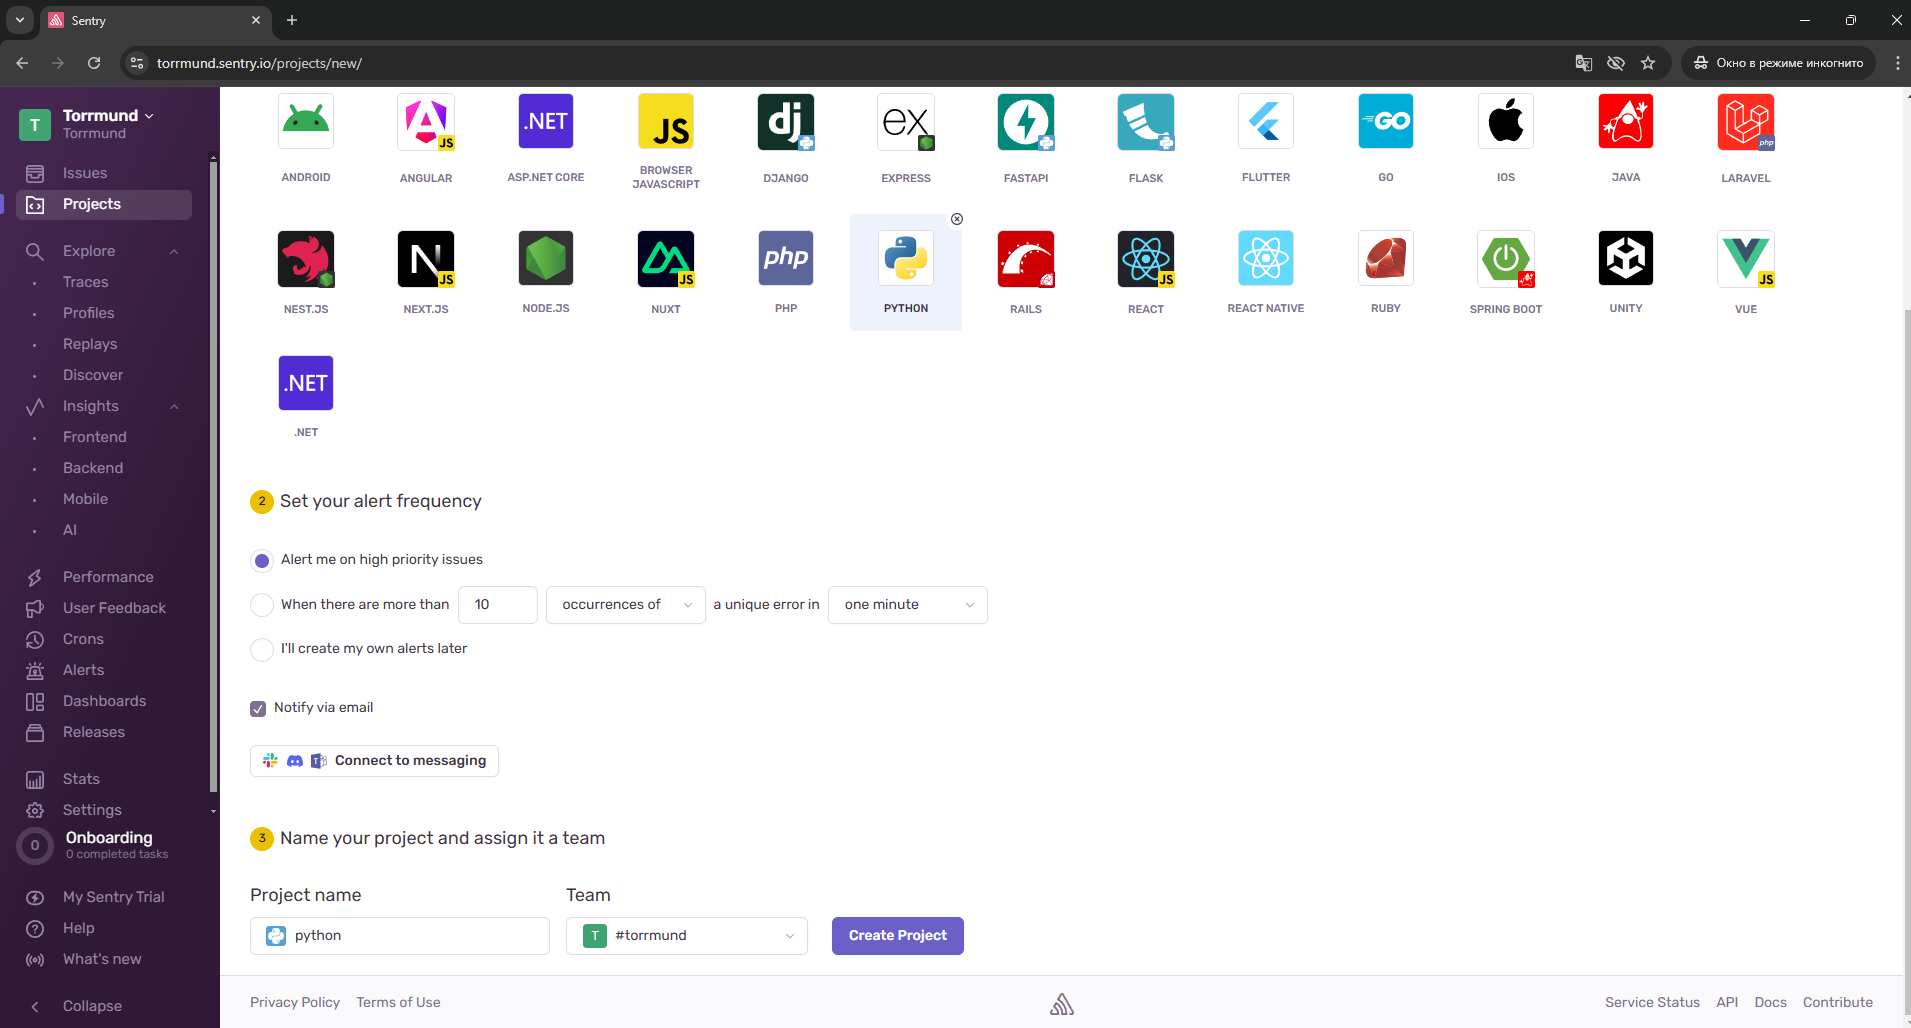 Sentry
torrmund.sentry.io/projects/new/
Окно в режиме инкогнито
T
Torrmund
Torrmund
Issues
Projects
Explore
Traces
Profiles
Replays
Discover
Insights
Frontend
Backend
Mobile
AI
Performance
User Feedback
Crons
Alerts
Dashboards
Releases
Stats
Settings
0
Onboarding
0 completed tasks
My Sentry Trial
Help
What's new
Collapse
JS .NET JS dj ex GO php
ANDROID ANGULAR ASP.NET CORE BROWSER JAVASCRIPT DJANGO EXPRESS FASTAPI FLASK FLUTTER GO IOS JAVA LARAVEL
N JS JS php JS JS
NEST.JS NEXT.JS NODE.JS NUXT PHP PYTHON RAILS REACT REACT NATIVE RUBY SPRING BOOT UNITY VUE
.NET
.NET
2 Set your alert frequency
Alert me on high priority issues
When there are more than 10 occurrences of a unique error in one minute
I'll create my own alerts later
Notify via email
Connect to messaging
3 Name your project and assign it a team
Project name Team
python T #torrmund Create Project
Privacy Policy Terms of Use Service Status API Docs Contribute